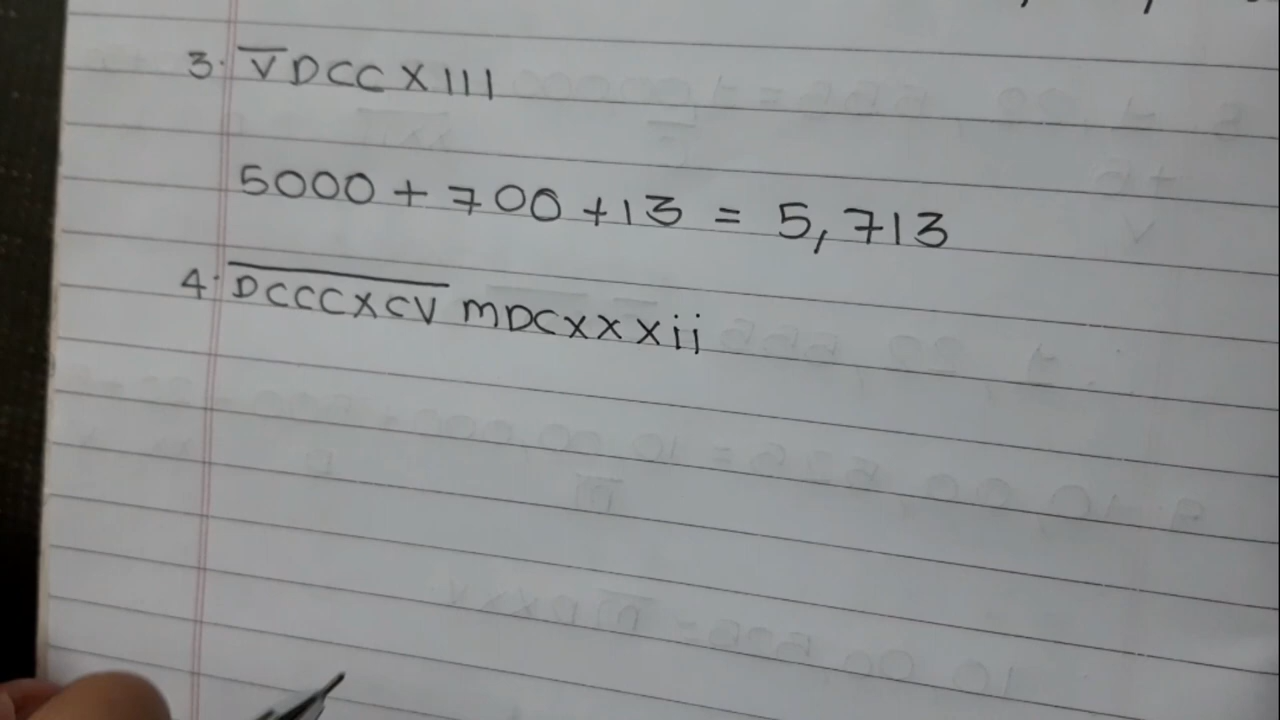 3. V̅DCCXIII
5000 + 700 + 13 = 5,713
4. D̅C̅C̅C̅X̅C̅V̅ MDCXXXii